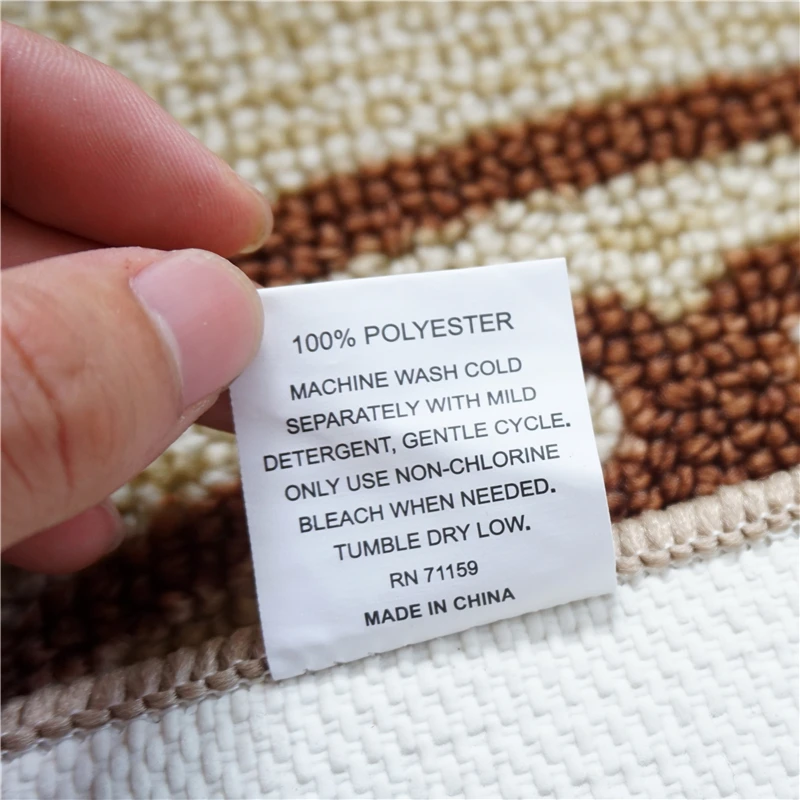 100% POLYESTER
MACHINE WASH COLD
SEPARATELY WITH MILD
DETERGENT, GENTLE CYCLE.
ONLY USE NON-CHLORINE
BLEACH WHEN NEEDED.
TUMBLE DRY LOW.
RN 71159
MADE IN CHINA